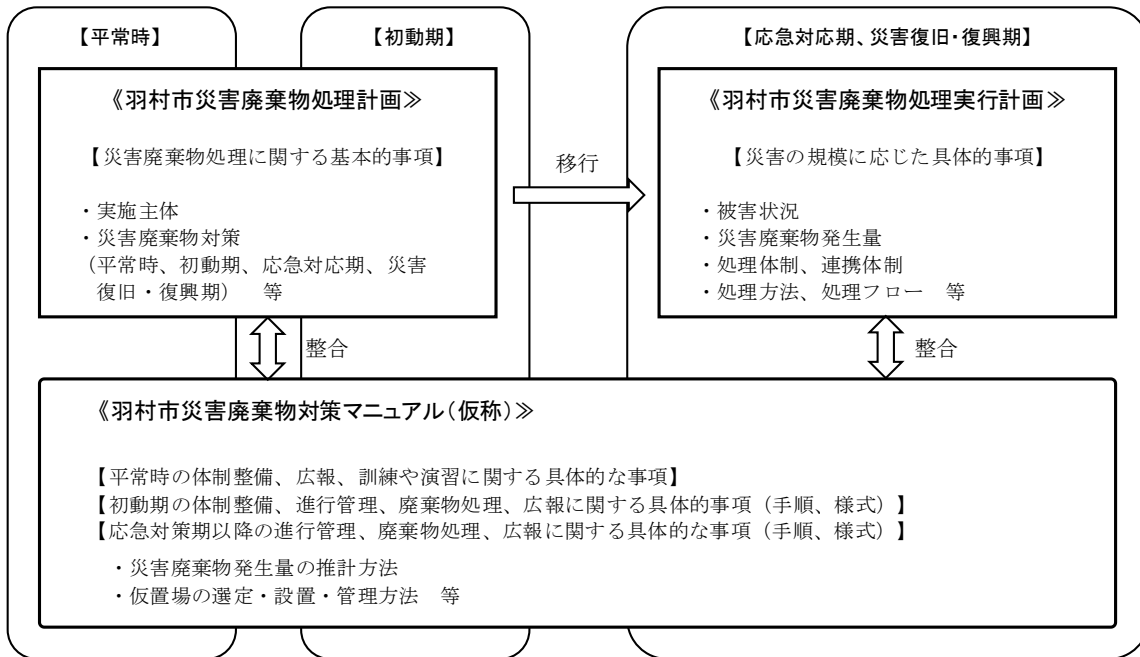 【平常時】
【初動期】
【応急対応期、災害復旧・復興期】
《羽村市災害廃棄物処理計画≫
【災害廃棄物処理に関する基本的事項】
・実施主体
・災害廃棄物対策
（平常時、初動期、応急対応期、災害
復旧・復興期）　等
移行
《羽村市災害廃棄物処理実行計画≫
【災害の規模に応じた具体的事項】
・被害状況
・災害廃棄物発生量
・処理体制、連携体制
・処理方法、処理フロー　等
整合
整合
《羽村市災害廃棄物対策マニュアル（仮称）≫
【平常時の体制整備、広報、訓練や演習に関する具体的な事項】
【初動期の体制整備、進行管理、廃棄物処理、広報に関する具体的事項（手順、様式）】
【応急対策期以降の進行管理、廃棄物処理、広報に関する具体的な事項（手順、様式）】
・災害廃棄物発生量の推計方法
・仮置場の選定・設置・管理方法　等